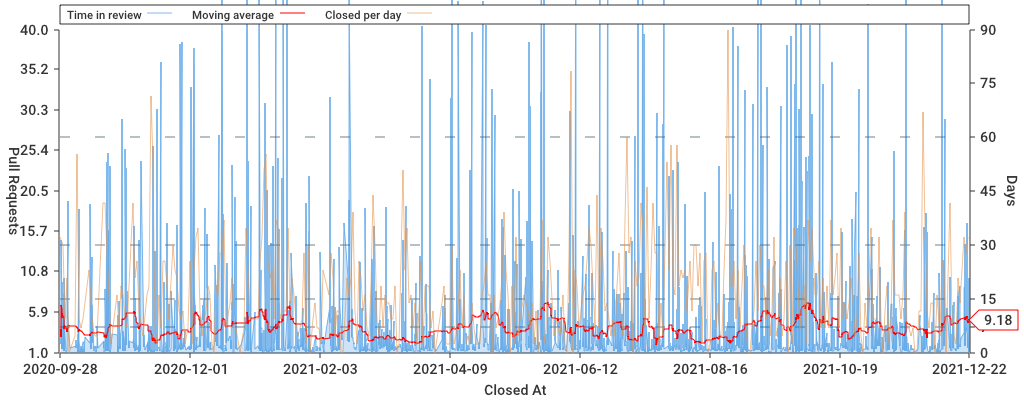 Time in review Moving average Closed per day
40.0 90
35.2 75
30.3
25.4 60
20.5 45
15.7 30
10.8
5.9 15
9.18
1.0 0
Pull Requests
Days
2020-09-28 2020-12-01 2021-02-03 2021-04-09 2021-06-12 2021-08-16 2021-10-19 2021-12-22
Closed At